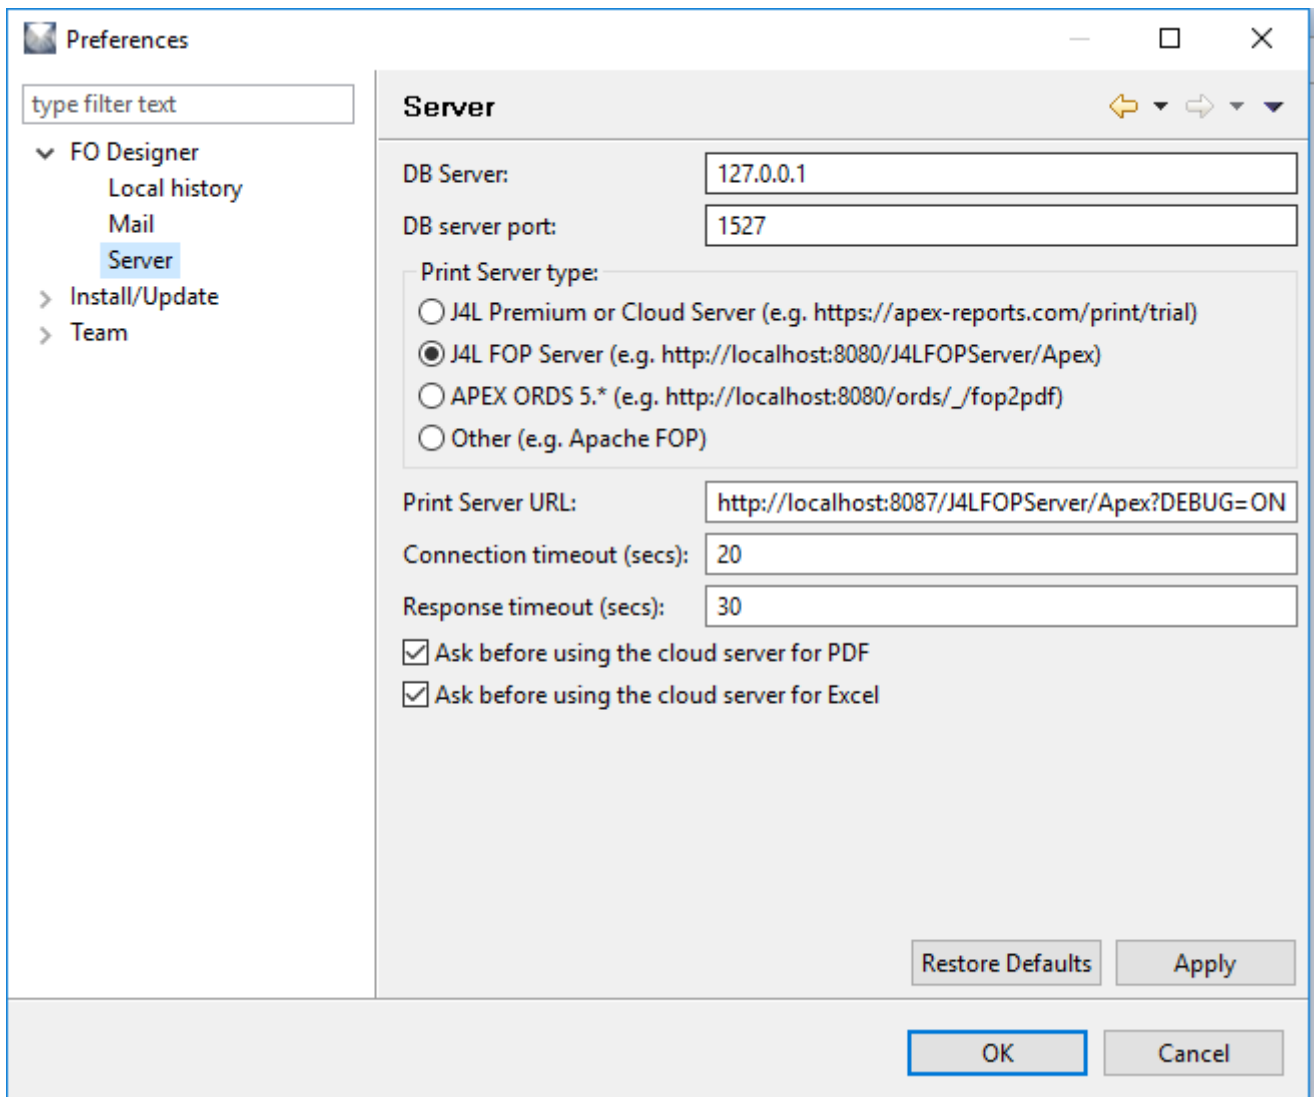 Preferences
type filter text
FO Designer
Local history
Mail
Server
Install/Update
Team
Server
DB Server: 127.0.0.1
DB server port: 1527
Print Server type:
J4L Premium or Cloud Server (e.g. https://apex-reports.com/print/trial)
J4L FOP Server (e.g. http://localhost:8080/J4LFOPServer/Apex)
APEX ORDS 5.* (e.g. http://localhost:8080/ords/_/fop2pdf)
Other (e.g. Apache FOP)
Print Server URL: http://localhost:8087/J4LFOPServer/Apex?DEBUG=ON
Connection timeout (secs): 20
Response timeout (secs): 30
Ask before using the cloud server for PDF
Ask before using the cloud server for Excel
Restore Defaults Apply
OK Cancel